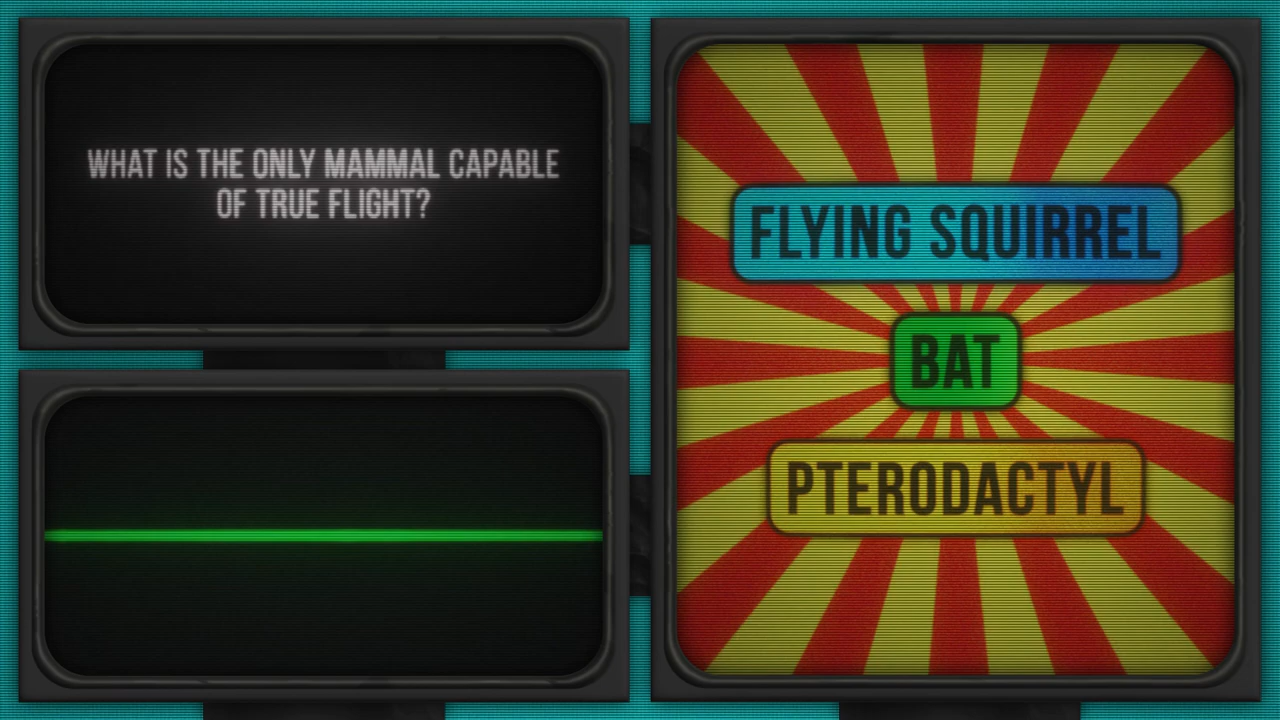 WHAT IS THE ONLY MAMMAL CAPABLE
OF TRUE FLIGHT?
FLYING SQUIRREL
BAT
PTERODACTYL